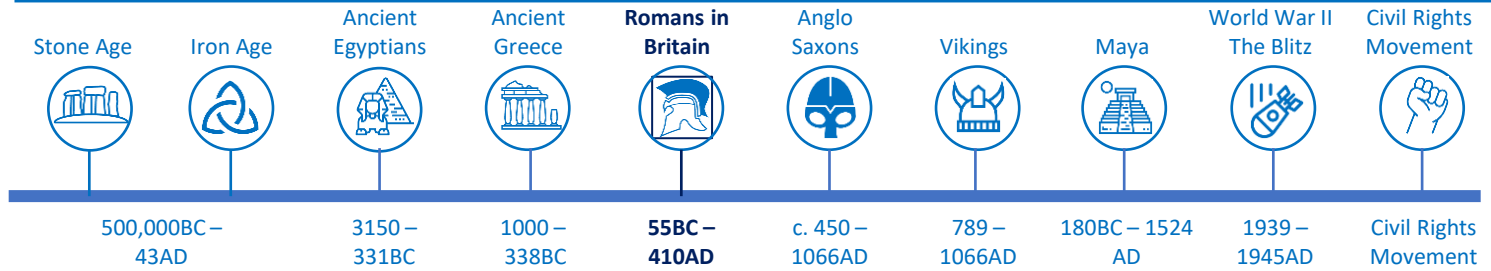 Stone Age
Iron Age
Ancient
Egyptians
Ancient
Greece
Romans in
Britain
Anglo
Saxons
Vikings
Maya
World War II
The Blitz
Civil Rights
Movement
500,000BC –
43AD
3150 –
331BC
1000 –
338BC
55BC –
410AD
c. 450 –
1066AD
789 –
1066AD
180BC – 1524
AD
1939 –
1945AD
Civil Rights
Movement